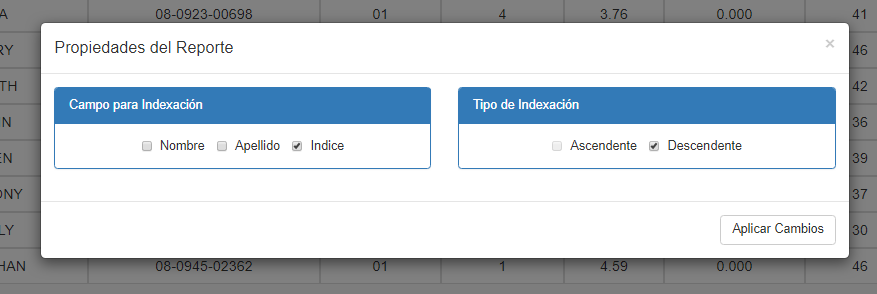 A 08-0923-00698 01 4 3.76 0.000 41
Propiedades del Reporte ×
RY 46
Campo para Indexación Tipo de Indexación
TH 42
N 36
Nombre Apellido Indice Ascendente Descendente
EN 39
ONY 37
LY 30
Aplicar Cambios
HAN 08-0945-02362 01 1 4.59 0.000 46